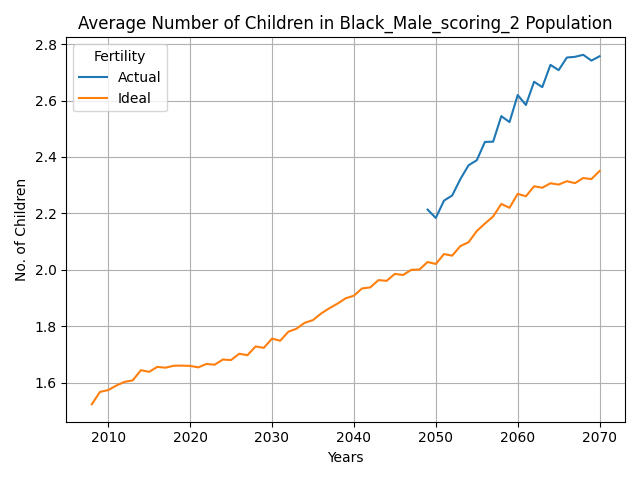 Average Number of Children in Black_Male_scoring_2 Population
Fertility
Actual
Ideal
No. of Children
2.8
2.6
2.4
2.2
2.0
1.8
1.6
2010 2020 2030 2040 2050 2060 2070
Years